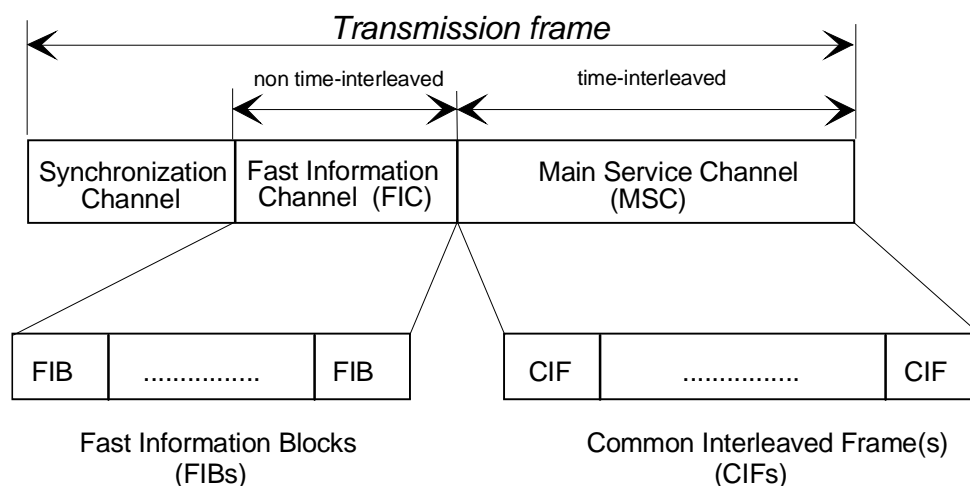 Transmission frame
non time-interleaved
time-interleaved
Synchronization
Channel
Fast Information
Channel (FIC)
Main Service Channel
(MSC)
FIB
...............
FIB
CIF
...............
CIF
Fast Information Blocks
(FIBs)
Common Interleaved Frame(s)
(CIFs)